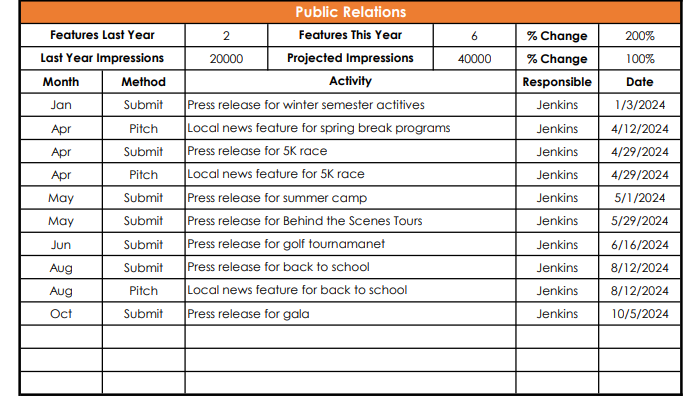 Public Relations
Features Last Year 2 Features This Year 6 % Change 200%
Last Year Impressions 20000 Projected Impressions 40000 % Change 100%
Month Method Activity Responsible Date
Jan Submit Press release for winter semester actitives Jenkins 1/3/2024
Apr Pitch Local news feature for spring break programs Jenkins 4/12/2024
Apr Submit Press release for 5K race Jenkins 4/29/2024
Apr Pitch Local news feature for 5K race Jenkins 4/29/2024
May Submit Press release for summer camp Jenkins 5/1/2024
May Submit Press release for Behind the Scenes Tours Jenkins 5/29/2024
Jun Submit Press release for golf tournamanet Jenkins 6/16/2024
Aug Submit Press release for back to school Jenkins 8/12/2024
Aug Pitch Local news feature for back to school Jenkins 8/12/2024
Oct Submit Press release for gala Jenkins 10/5/2024